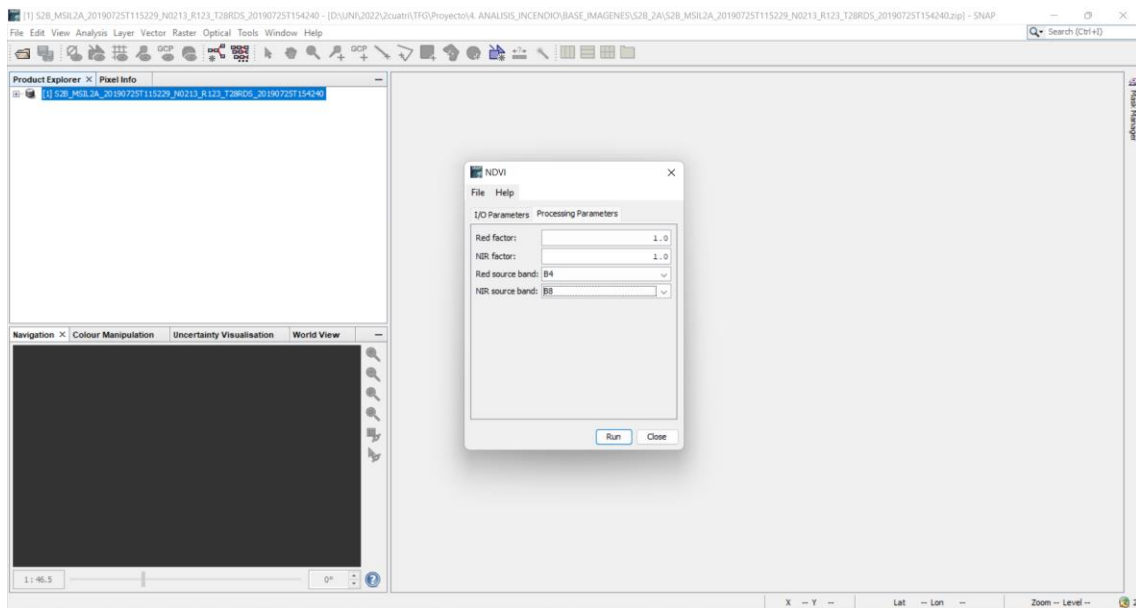 [1] S2B_MSIL2A_20190725T115229_N0213_R123_T28RDS_20190725T154240 - [D:\UNI\2022\2cuatri\TFG\Proyecto\4. ANALISIS_INCENDIO\BASE_IMAGENES\S2B_2A\S2B_MSIL2A_20190725T115229_N0213_R123_T28RDS_20190725T154240.zip] - SNAP
File Edit View Analysis Layer Vector Raster Optical Tools Window Help
Search (Ctrl+I)
GCP GCP
Product Explorer Pixel Info
[1] S2B_MSIL2A_20190725T115229_N0213_R123_T28RDS_20190725T154240
Mask Manager
NDVI
File Help
I/O Parameters Processing Parameters
Red factor: 1.0
NIR factor: 1.0
Red source band: B4
NIR source band: B8
Run Close
Navigation Colour Manipulation Uncertainty Visualisation World View
1 : 46.5 0°
X -- Y -- Lat -- Lon -- Zoom -- Level --